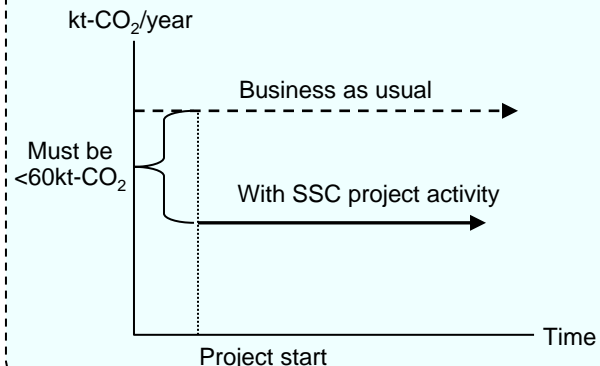 kt-CO₂/year
Business as usual
Must be
<60kt-CO₂
With SSC project activity
Time
Project start